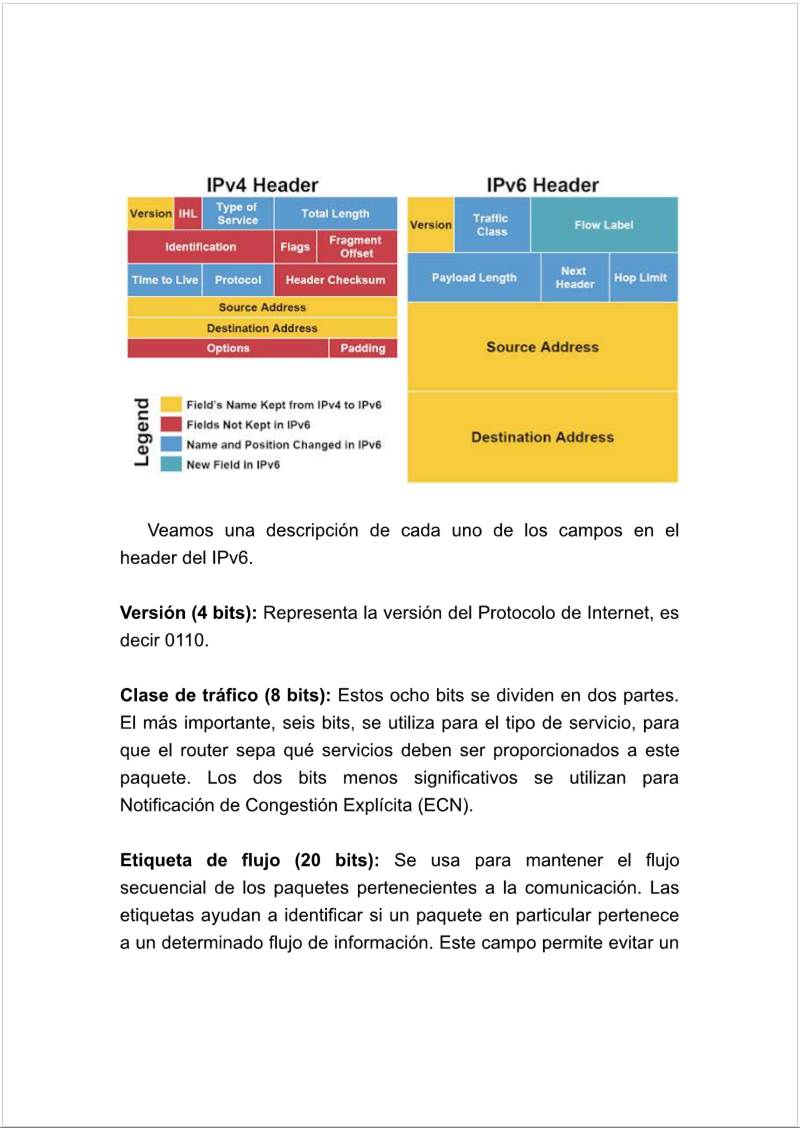 IPv4 Header
Version IHL Type of Service Total Length
Identification Flags Fragment Offset
Time to Live Protocol Header Checksum
Source Address
Destination Address
Options Padding
IPv6 Header
Version Traffic Class Flow Label
Payload Length Next Header Hop Limit
Source Address
Destination Address
Legend
Field's Name Kept from IPv4 to IPv6
Fields Not Kept in IPv6
Name and Position Changed in IPv6
New Field in IPv6
Veamos una descripción de cada uno de los campos en el
header del IPv6.
Versión (4 bits): Representa la versión del Protocolo de Internet, es
decir 0110.
Clase de tráfico (8 bits): Estos ocho bits se dividen en dos partes.
El más importante, seis bits, se utiliza para el tipo de servicio, para
que el router sepa qué servicios deben ser proporcionados a este
paquete. Los dos bits menos significativos se utilizan para
Notificación de Congestión Explícita (ECN).
Etiqueta de flujo (20 bits): Se usa para mantener el flujo
secuencial de los paquetes pertenecientes a la comunicación. Las
etiquetas ayudan a identificar si un paquete en particular pertenece
a un determinado flujo de información. Este campo permite evitar un